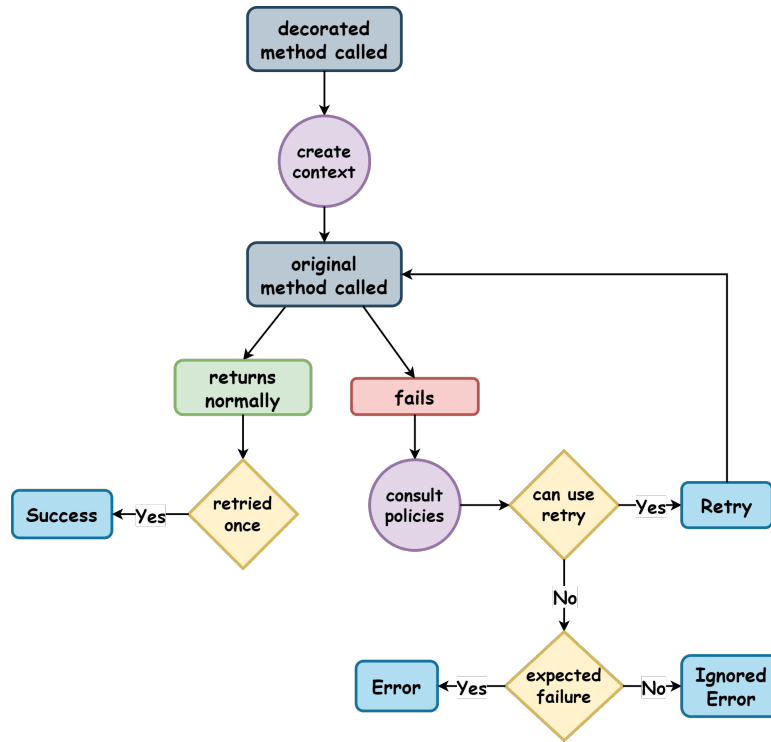 decorated
method called
create
context
original
method called
returns
normally
fails
consult
policies
can use
retry
Yes
Retry
Success
Yes
retried
once
No
Error
Yes
expected
failure
No
Ignored
Error